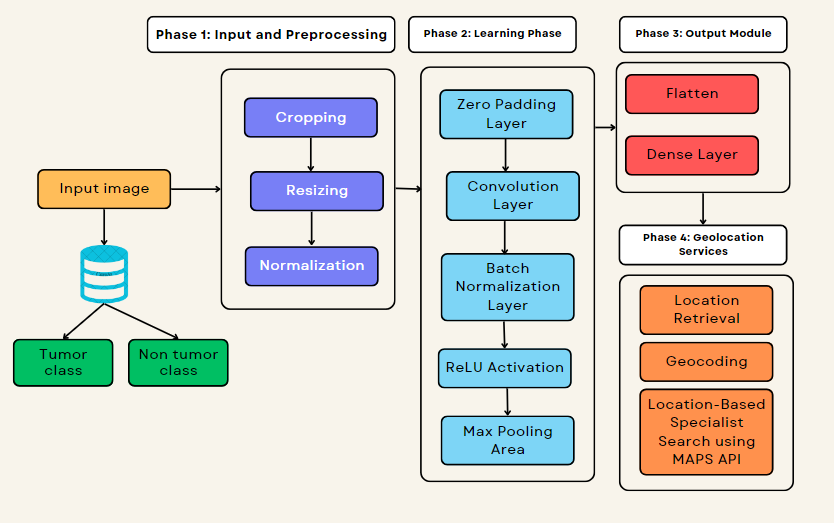 Phase 1: Input and Preprocessing
Phase 2: Learning Phase
Phase 3: Output Module
Input image
Tumor
class
Non tumor
class
Cropping
Resizing
Normalization
Zero Padding
Layer
Convolution
Layer
Batch
Normalization
Layer
ReLU Activation
Max Pooling
Area
Flatten
Dense Layer
Phase 4: Geolocation
Services
Location
Retrieval
Geocoding
Location-Based
Specialist
Search using
MAPS API